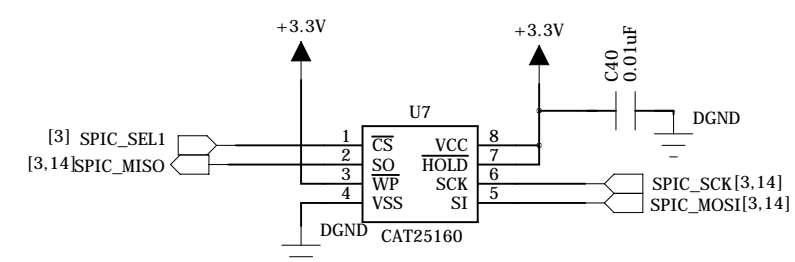 +3.3V
+3.3V
C40
0.01uF
U7
DGND
[3] SPIC_SEL1
1
CS
VCC
8
[3,14]SPIC_MISO
2
SO
HOLD
7
3
WP
SCK
6
SPIC_SCK[3,14]
4
VSS
SI
5
SPIC_MOSI[3,14]
DGND
CAT25160